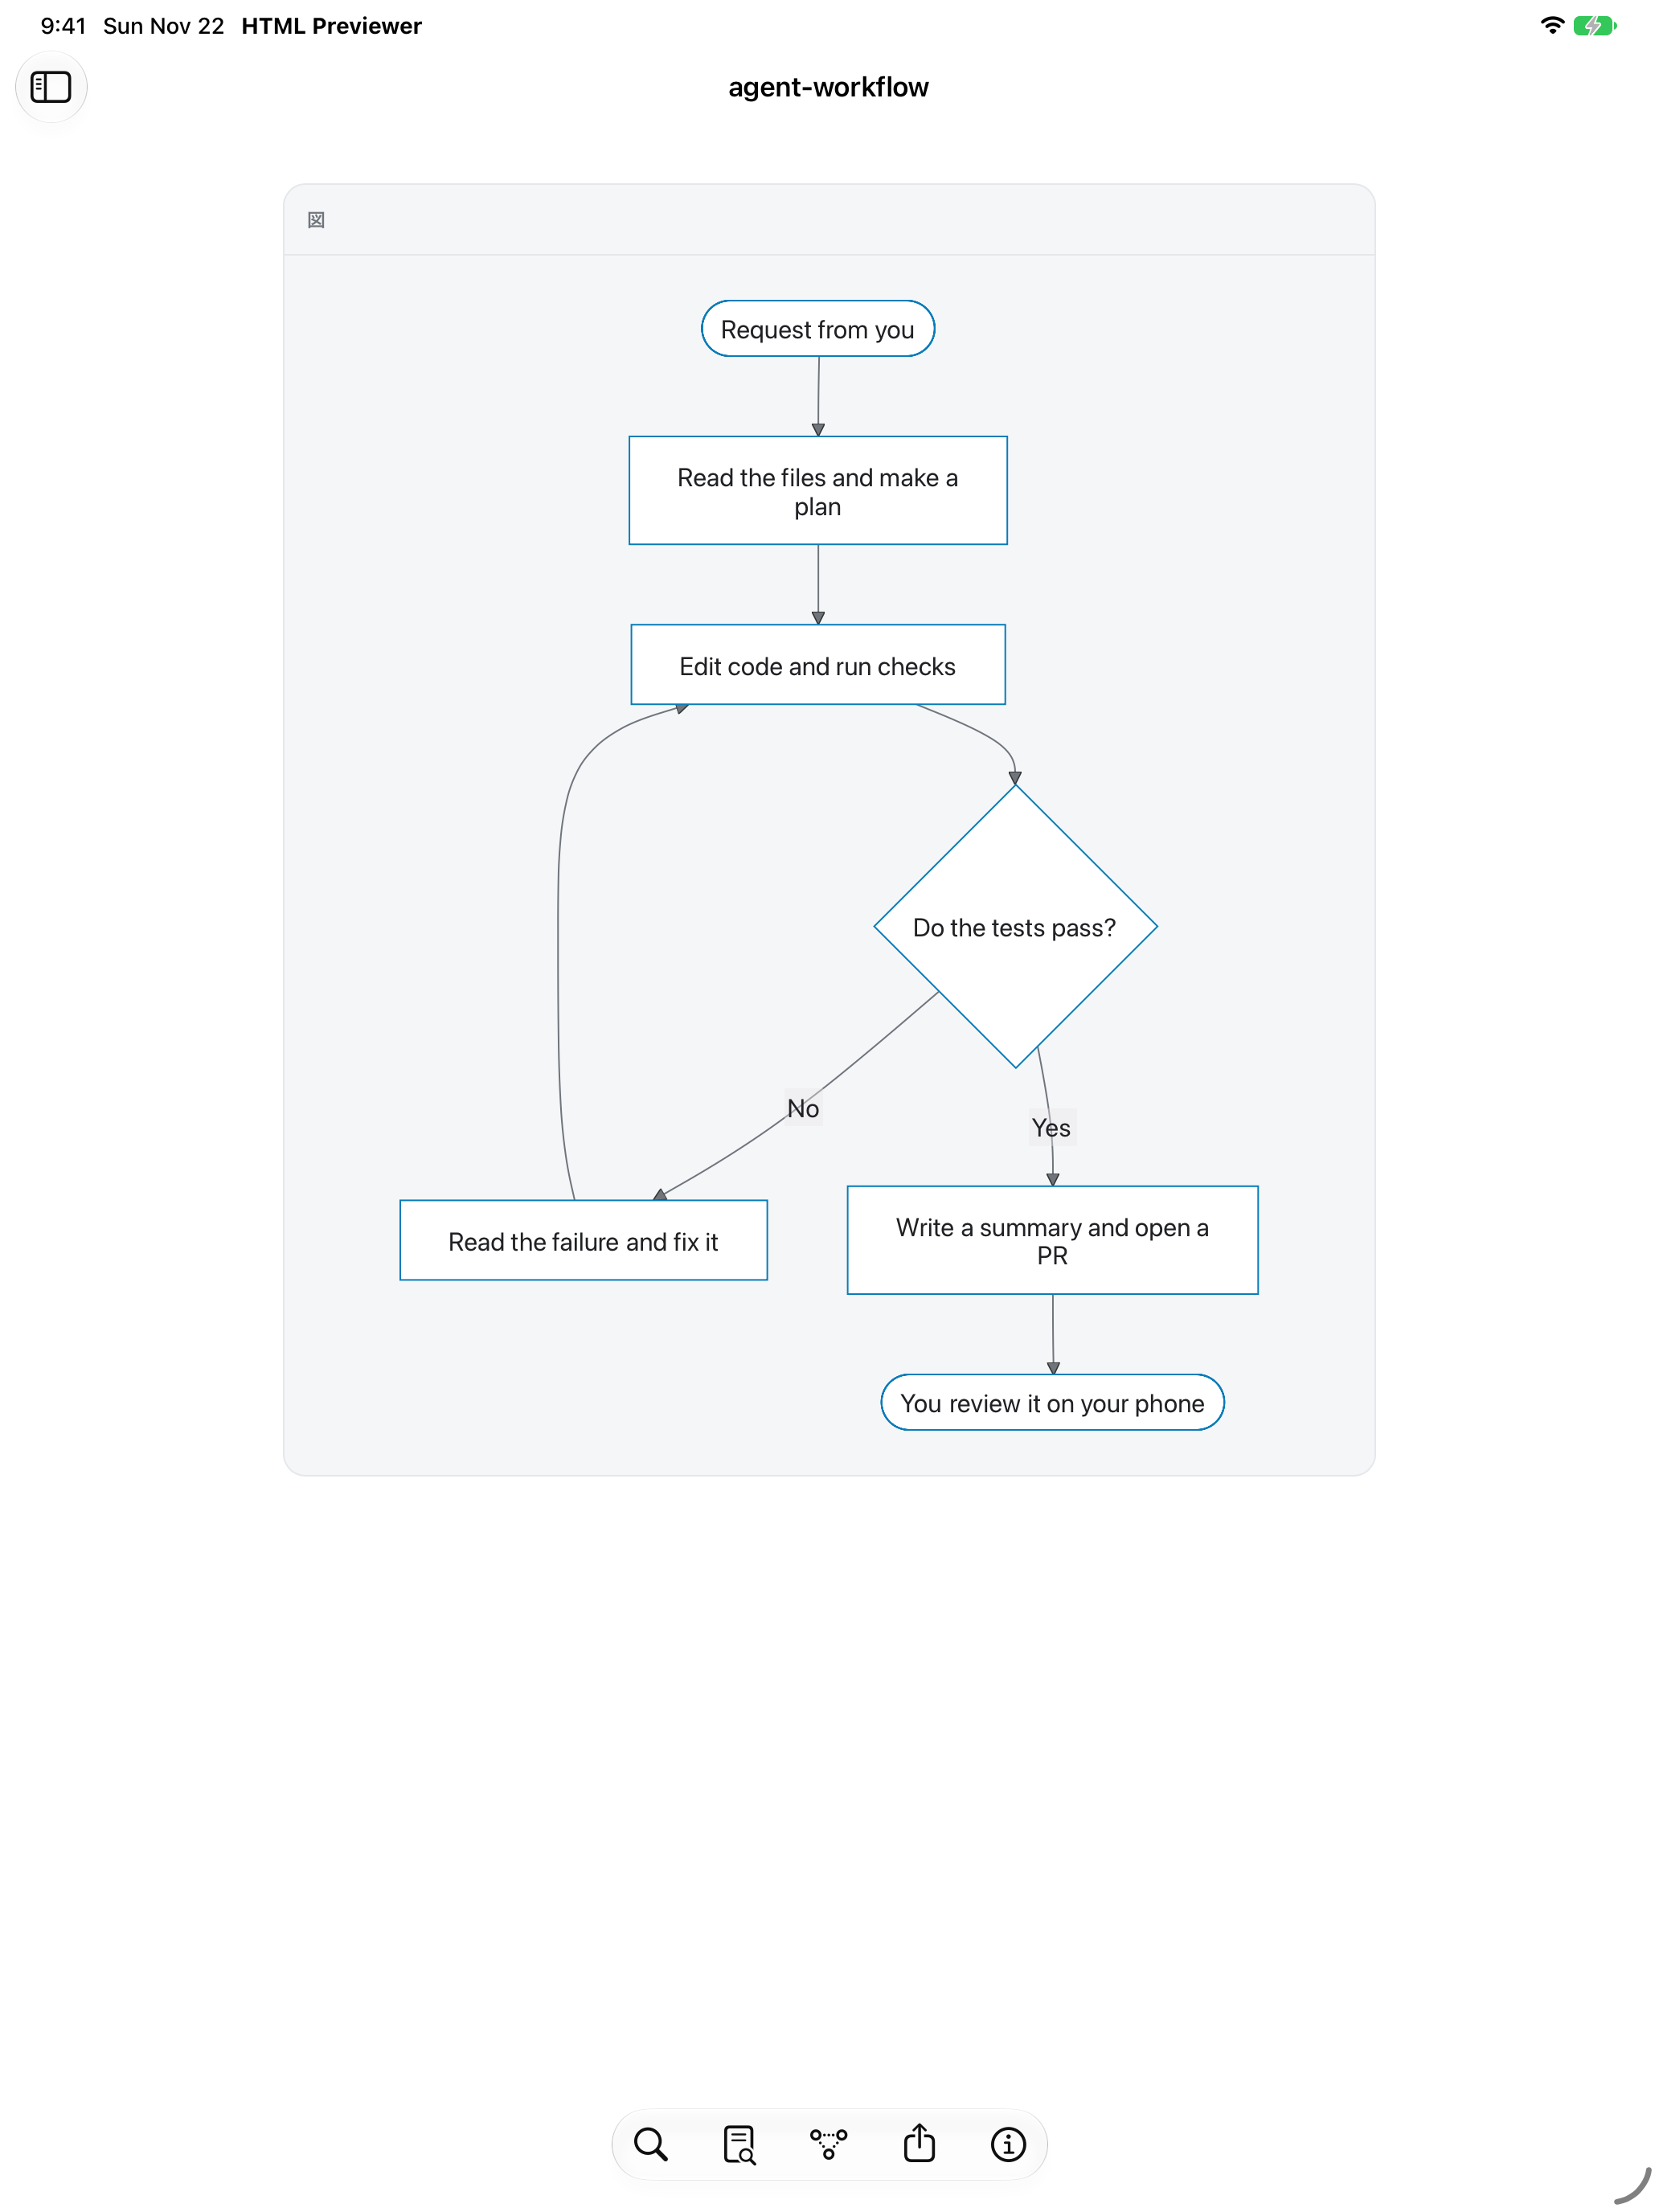 9:41 Sun Nov 22 HTML Previewer
agent-workflow
図
Request from you
Read the files and make a
plan
Edit code and run checks
Do the tests pass?
No
Yes
Read the failure and fix it
Write a summary and open a
PR
You review it on your phone